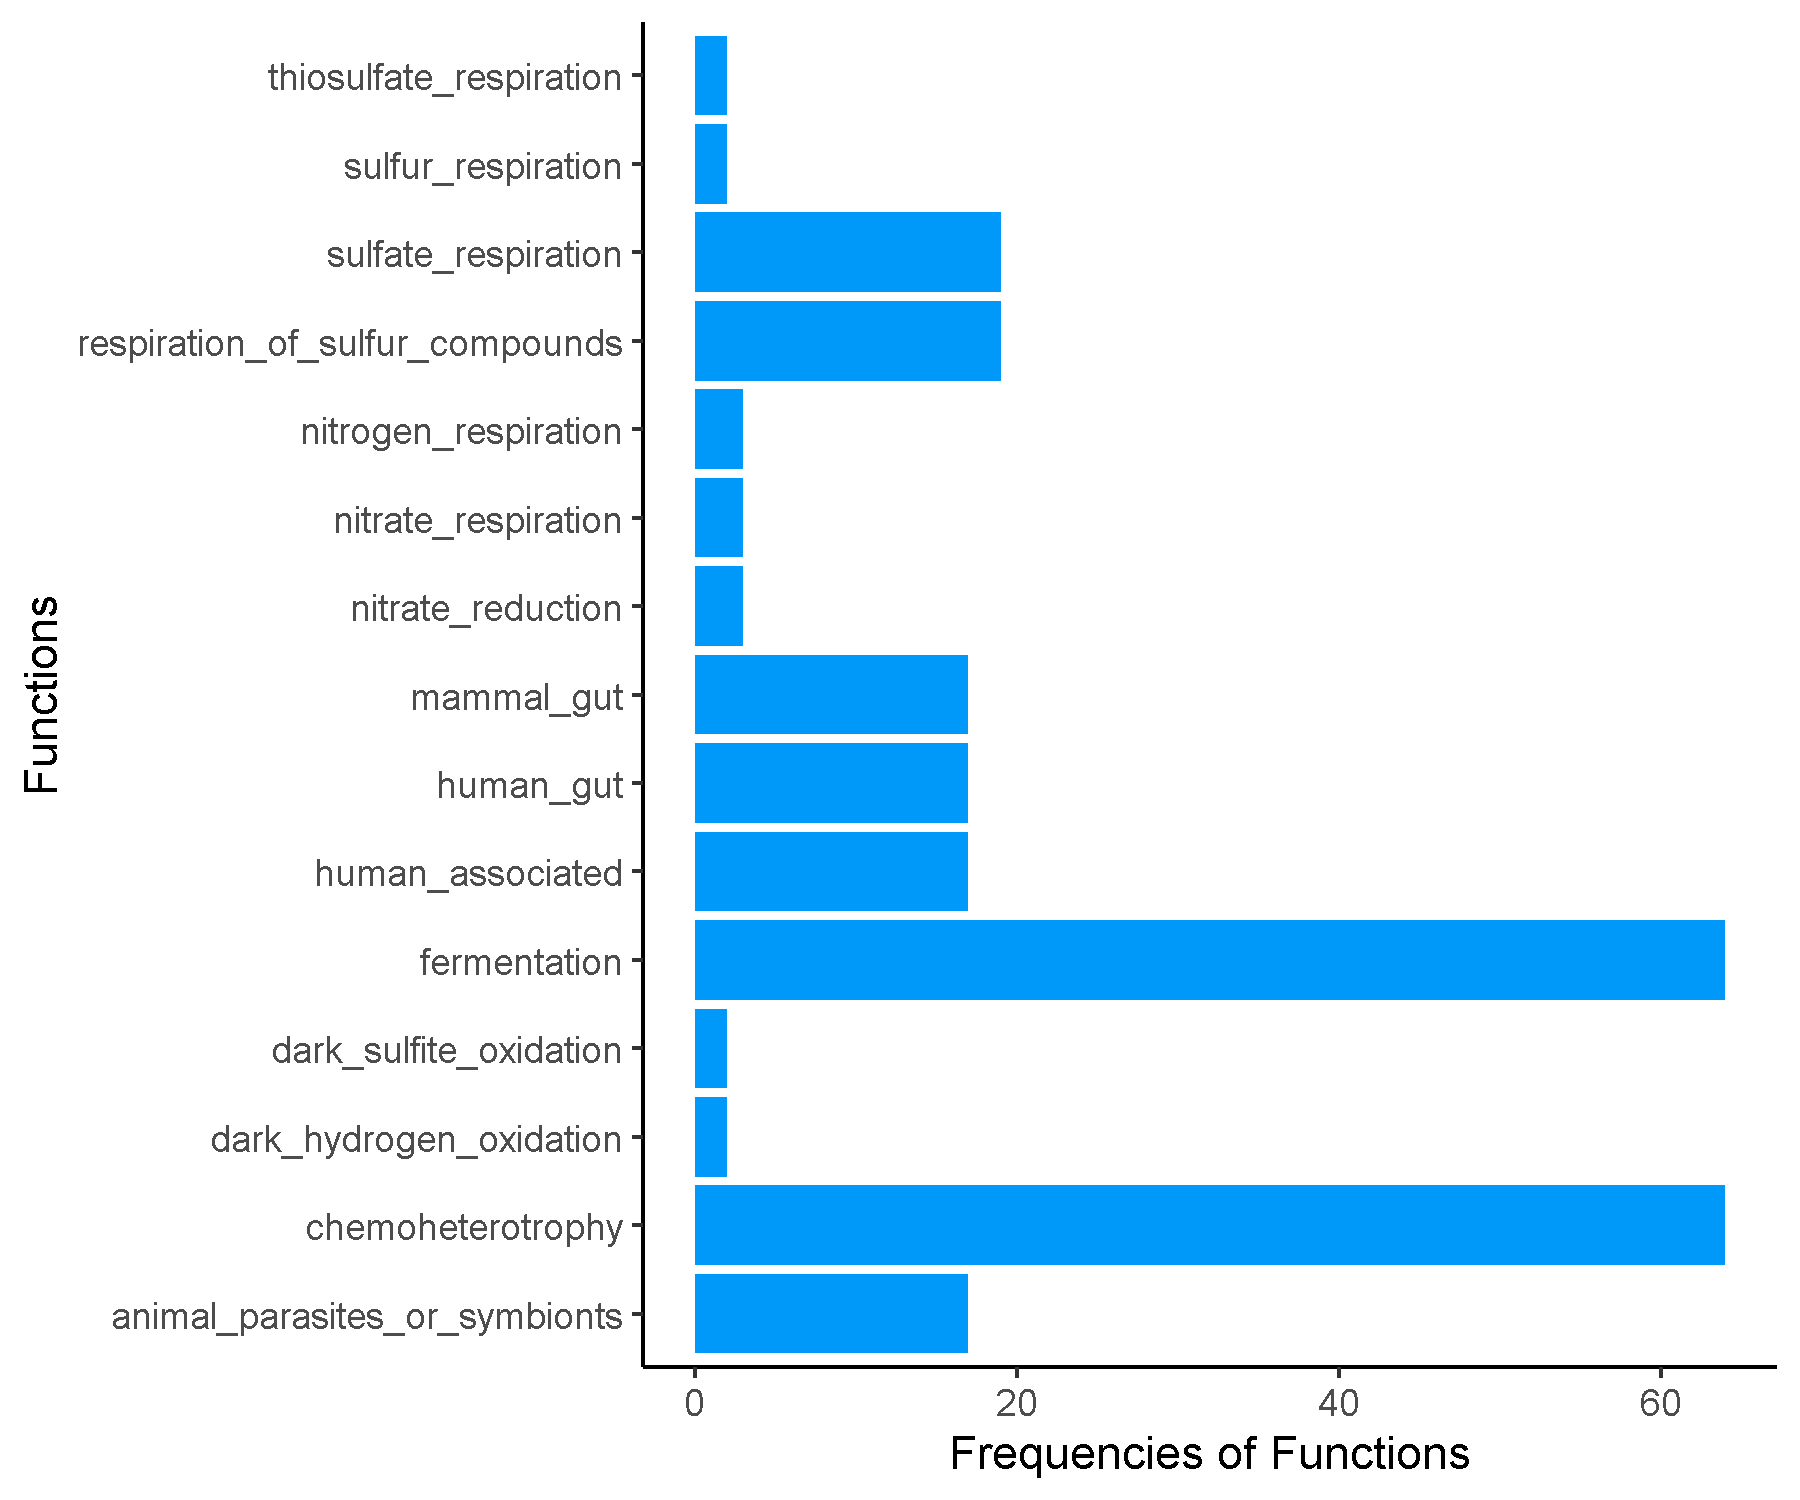 thiosulfate_respiration
sulfur_respiration
sulfate_respiration
respiration_of_sulfur_compounds
nitrogen_respiration
nitrate_respiration
nitrate_reduction
mammal_gut
human_gut
human_associated
fermentation
dark_sulfite_oxidation
dark_hydrogen_oxidation
chemoheterotrophy
animal_parasites_or_symbionts
Functions
0 20 40 60
Frequencies of Functions